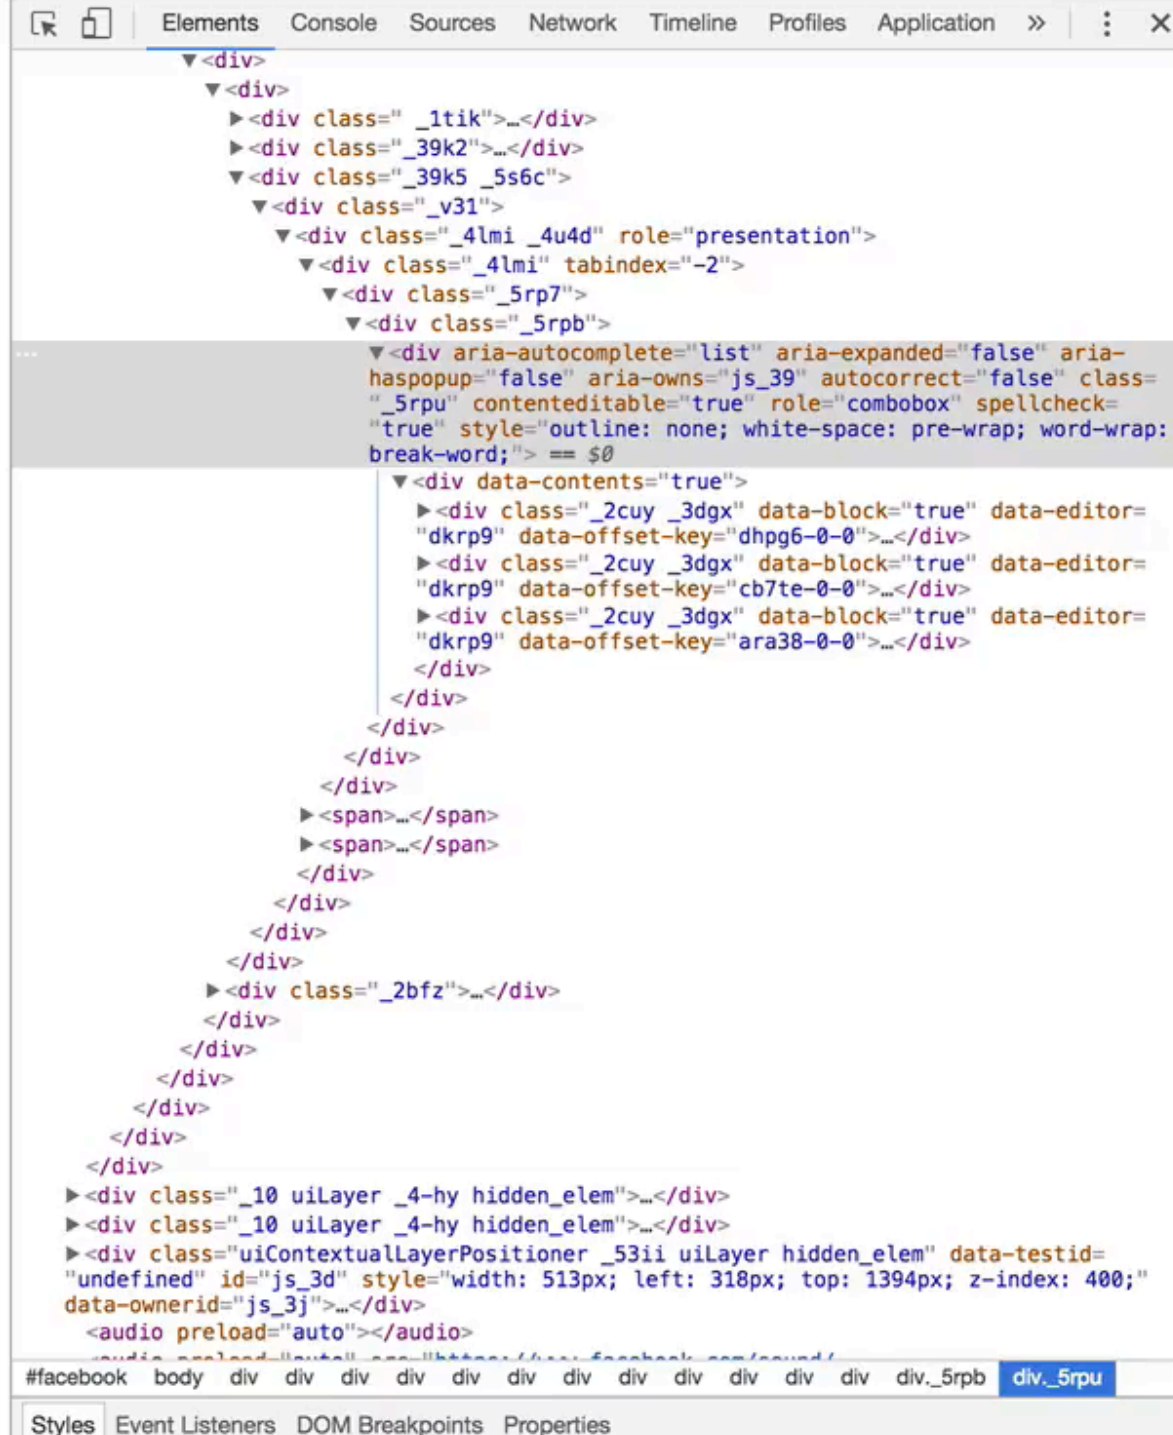 Elements Console Sources Network Timeline Profiles Application »
▼<div>
▼<div>
▶<div class=" _1tik">…</div>
▶<div class="_39k2">…</div>
▼<div class="_39k5 _5s6c">
▼<div class="_v31">
▼<div class="_4lmi _4u4d" role="presentation">
▼<div class="_4lmi" tabindex="-2">
▼<div class="_5rp7">
▼<div class="_5rpb">
… ▼<div aria-autocomplete="list" aria-expanded="false" aria-
haspopup="false" aria-owns="js_39" autocorrect="false" class=
"_5rpu" contenteditable="true" role="combobox" spellcheck=
"true" style="outline: none; white-space: pre-wrap; word-wrap:
break-word;"> == $0
▼<div data-contents="true">
▶<div class="_2cuy _3dgx" data-block="true" data-editor=
"dkrp9" data-offset-key="dhpg6-0-0">…</div>
▶<div class="_2cuy _3dgx" data-block="true" data-editor=
"dkrp9" data-offset-key="cb7te-0-0">…</div>
▶<div class="_2cuy _3dgx" data-block="true" data-editor=
"dkrp9" data-offset-key="ara38-0-0">…</div>
</div>
</div>
</div>
</div>
</div>
▶<span>…</span>
▶<span>…</span>
</div>
</div>
</div>
</div>
▶<div class="_2bfz">…</div>
</div>
</div>
</div>
</div>
</div>
</div>
▶<div class="_10 uiLayer _4-hy hidden_elem">…</div>
▶<div class="_10 uiLayer _4-hy hidden_elem">…</div>
▶<div class="uiContextualLayerPositioner _53ii uiLayer hidden_elem" data-testid=
"undefined" id="js_3d" style="width: 513px; left: 318px; top: 1394px; z-index: 400;"
data-ownerid="js_3j">…</div>
<audio preload="auto"></audio>
<audio preload="auto" src="https://www.facebook.com/sound/
#facebook body div div div div div div div div div div div div div._5rpb div._5rpu
Styles Event Listeners DOM Breakpoints Properties